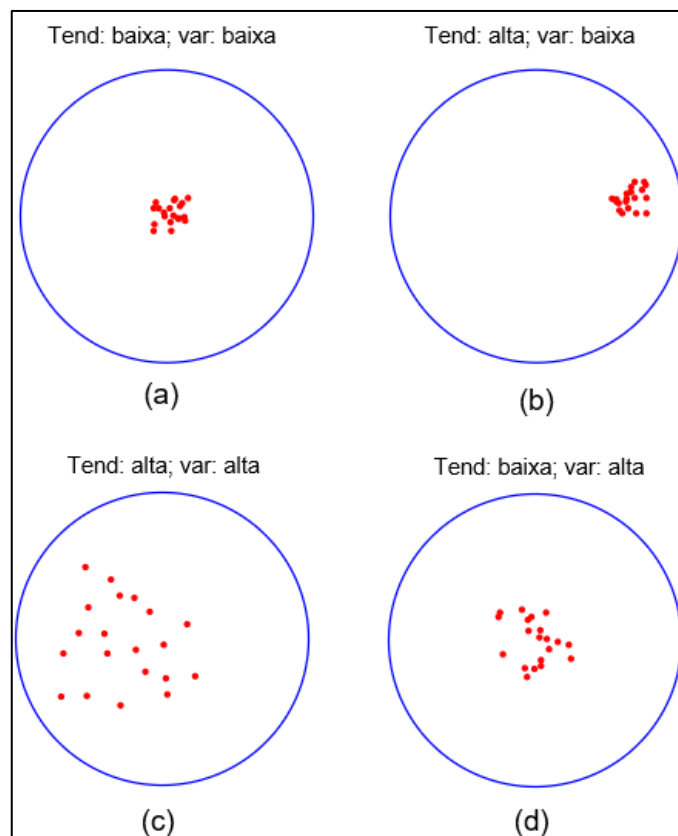 Tend: baixa; var: baixa
Tend: alta; var: baixa
(a)
(b)
Tend: alta; var: alta
Tend: baixa; var: alta
(c)
(d)